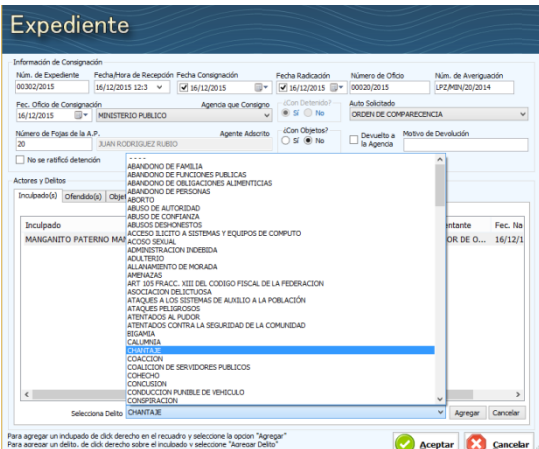 Expediente
Información de Consignación
Núm. de Expediente Fecha/Hora de Recepción Fecha Consignación Fecha Radicación Número de Oficio Núm. de Averiguación
00302/2015 16/12/2015 12:3 16/12/2015 16/12/2015 00020/2015 LPZ/MIN/20/2014
Fec. Oficio de Consignación Agencia que Consigno ¿Con Detenido? Auto Solicitado
16/12/2015 MINISTERIO PUBLICO Sí No ORDEN DE COMPARECENCIA
Número de Fojas de la A.P. Agente Adscrito ¿Con Objetos? Devuelto a la Agencia Motivo de Devolución
20 JUAN RODRIGUEZ RUBIO Sí No
No se ratificó detención
Actores y Delitos
Inculpado(s) Ofendido(s) Objet
Inculpado entante Fec. Na
MANGANITO PATERNO MA OR DE O... 16/12/1
- - - -
ABANDONO DE FAMILIA
ABANDONO DE FUNCIONES PUBLICAS
ABANDONO DE OBLIGACIONES ALIMENTICIAS
ABANDONO DE PERSONAS
ABORTO
ABUSO DE AUTORIDAD
ABUSO DE CONFIANZA
ABUSOS DESHONESTOS
ACCESO ILICITO A SISTEMAS Y EQUIPOS DE COMPUTO
ACOSO SEXUAL
ADMINISTRACION INDEBIDA
ADULTERIO
ALLANAMIENTO DE MORADA
AMENAZAS
ART 105 FRACC. XIII DEL CODIGO FISCAL DE LA FEDERACION
ASOCIACION DELICTUOSA
ATAQUES A LOS SISTEMAS DE AUXILIO A LA POBLACIÓN
ATAQUES PELIGROSOS
ATENTADOS AL PUDOR
ATENTADOS CONTRA LA SEGURIDAD DE LA COMUNIDAD
BIGAMIA
CALUMNIA
CHANTAJE
COACCION
COALICION DE SERVIDORES PUBLICOS
COHECHO
CONCUSION
CONDUCCION PUNIBLE DE VEHICULO
CONSPIRACION
Selecciona Delito CHANTAJE Agregar Cancelar
Para agregar un indupado de dick derecho en el recuadro y seleccione la opcion "Agregar"
Para agregar un delito, de dick derecho sobre el inculpado y seleccione "Agregar Delito"
Aceptar Cancelar